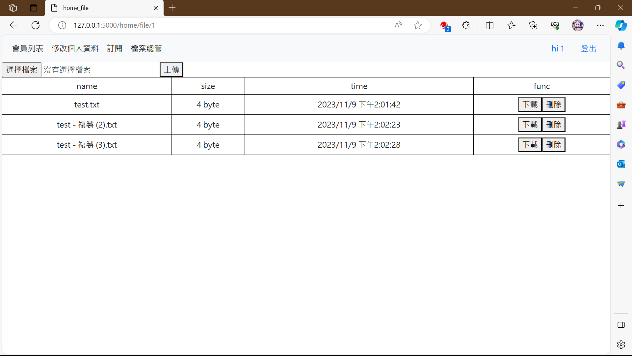 home_file
127.0.0.1:5000/home/file/1
2
會員列表 修改個人資料 訂閱 檔案總管 hi 1 登出
選擇檔案 沒有選擇檔案 上傳
name size time func
test.txt 4 byte 2023/11/9 下午2:01:42 下載 刪除
test - 複製 (2).txt 4 byte 2023/11/9 下午2:02:23 下載 刪除
test - 複製 (3).txt 4 byte 2023/11/9 下午2:02:28 下載 刪除